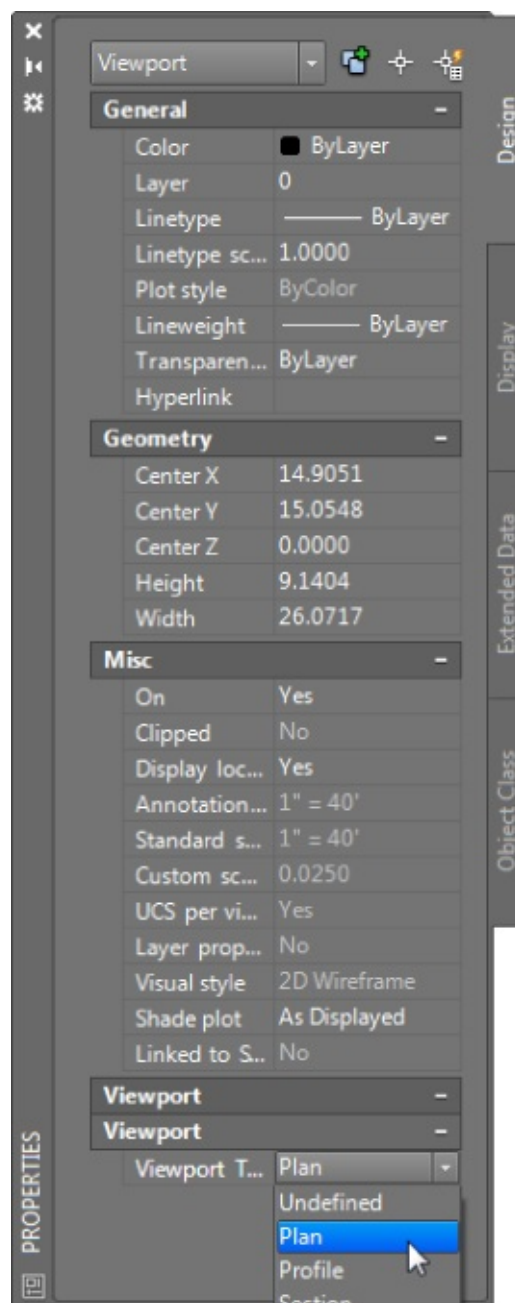 Viewport
General
Color ByLayer
Layer 0
Linetype ByLayer
Linetype sc... 1.0000
Plot style ByColor
Lineweight ByLayer
Transparen... ByLayer
Hyperlink
Geometry
Center X 14.9051
Center Y 15.0548
Center Z 0.0000
Height 9.1404
Width 26.0717
Misc
On Yes
Clipped No
Display loc... Yes
Annotation... 1" = 40'
Standard s... 1" = 40'
Custom sc... 0.0250
UCS per vi... Yes
Layer prop... No
Visual style 2D Wireframe
Shade plot As Displayed
Linked to S... No
Viewport
Viewport
Viewport T... Plan
Undefined
Plan
Profile
Section
Design
Display
Extended Data
Object Class
PROPERTIES